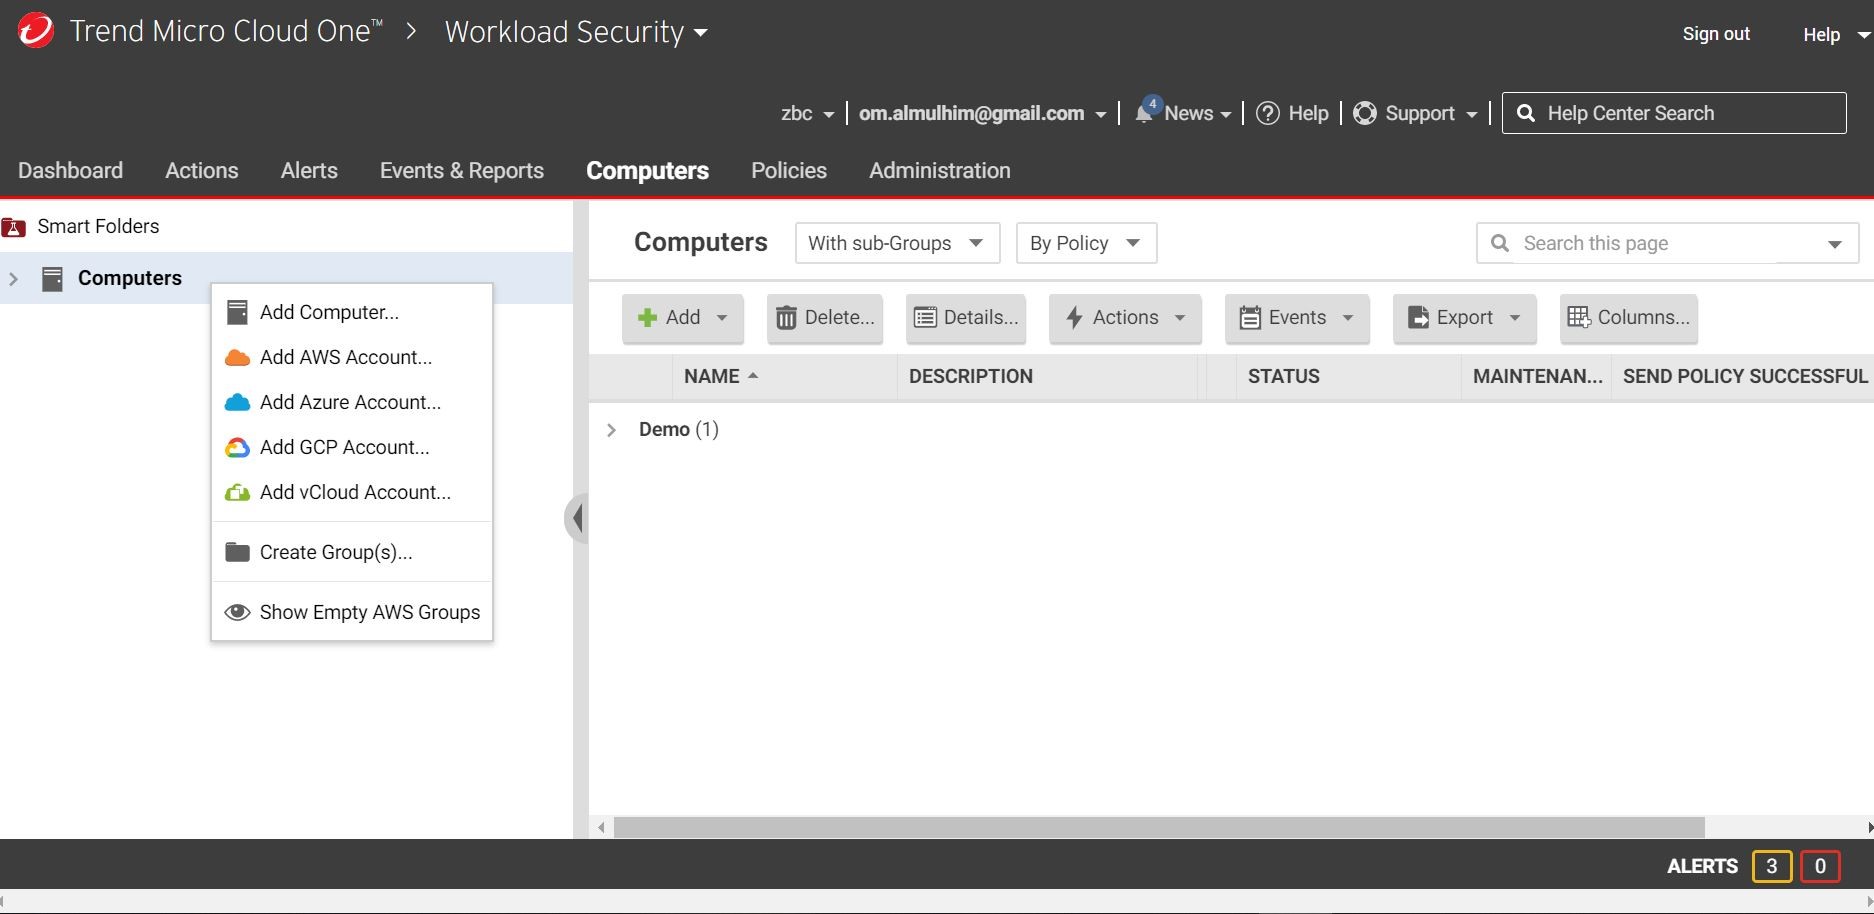 Trend Micro Cloud One™ > Workload Security
Sign out Help
zbc om.almulhim@gmail.com 4 News Help Support Help Center Search
Dashboard Actions Alerts Events & Reports Computers Policies Administration
Smart Folders
Computers
Add Computer...
Add AWS Account...
Add Azure Account...
Add GCP Account...
Add vCloud Account...
Create Group(s)...
Show Empty AWS Groups
Computers With sub-Groups By Policy Search this page
Add Delete... Details... Actions Events Export Columns...
NAME DESCRIPTION STATUS MAINTENAN... SEND POLICY SUCCESSFUL
Demo (1)
ALERTS 3 0